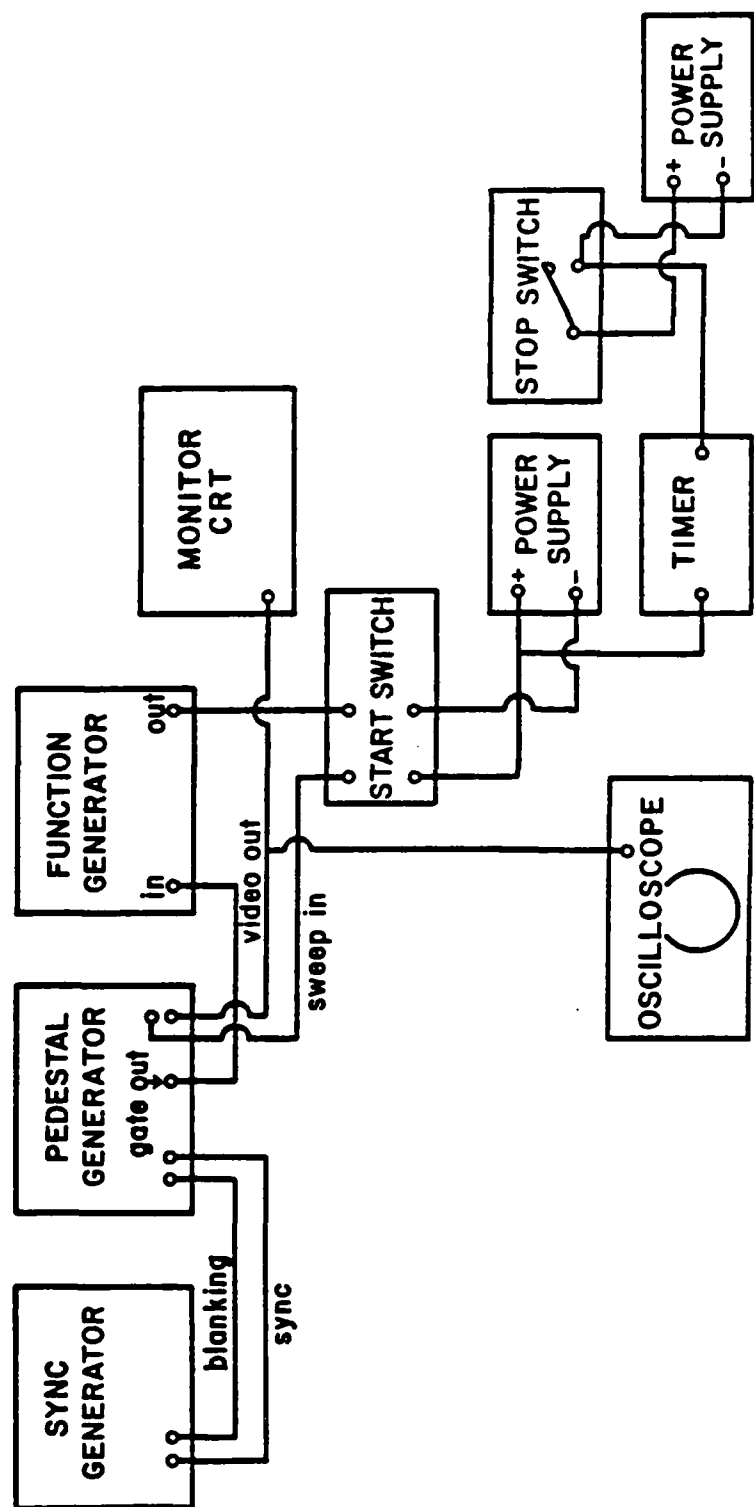 SYNC
GENERATOR
blanking
sync
PEDESTAL
GENERATOR
gate out
FUNCTION
GENERATOR
in
out
video out
sweep in
MONITOR
CRT
START SWITCH
OSCILLOSCOPE
+ POWER
SUPPLY
-
TIMER
STOP SWITCH
+ POWER
SUPPLY
-